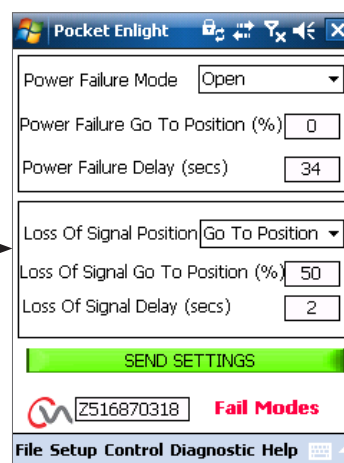 Pocket Enlight
Power Failure Mode Open
Power Failure Go To Position (%) 0
Power Failure Delay (secs) 34
Loss Of Signal Position Go To Position
Loss Of Signal Go To Position (%) 50
Loss Of Signal Delay (secs) 2
SEND SETTINGS
Z516870318 Fail Modes
File Setup Control Diagnostic Help